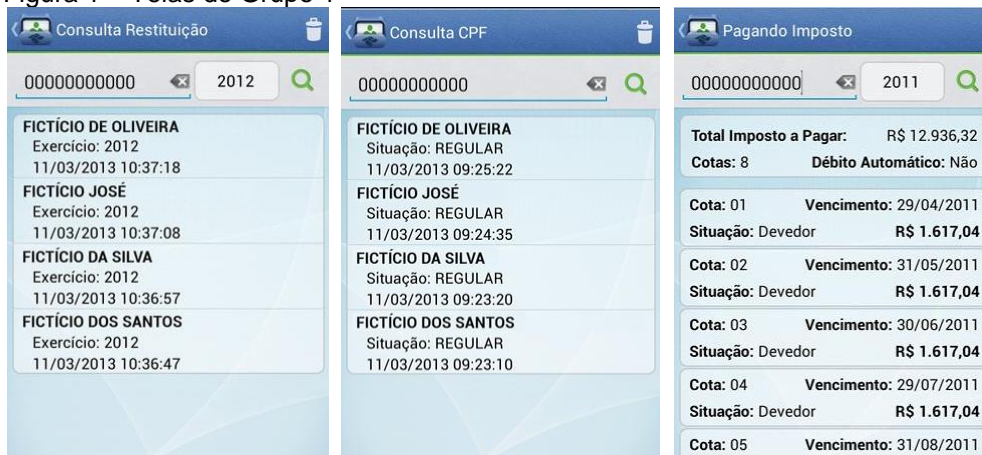 Consulta Restituição
00000000000 2012
FICTÍCIO DE OLIVEIRA
Exercício: 2012
11/03/2013 10:37:18
FICTÍCIO JOSÉ
Exercício: 2012
11/03/2013 10:37:08
FICTÍCIO DA SILVA
Exercício: 2012
11/03/2013 10:36:57
FICTÍCIO DOS SANTOS
Exercício: 2012
11/03/2013 10:36:47
Consulta CPF
00000000000
FICTÍCIO DE OLIVEIRA
Situação: REGULAR
11/03/2013 09:25:22
FICTÍCIO JOSÉ
Situação: REGULAR
11/03/2013 09:24:35
FICTÍCIO DA SILVA
Situação: REGULAR
11/03/2013 09:23:20
FICTÍCIO DOS SANTOS
Situação: REGULAR
11/03/2013 09:23:10
Pagando Imposto
00000000000 2011
Total Imposto a Pagar: R$ 12.936,32
Cotas: 8 Débito Automático: Não
Cota: 01 Vencimento: 29/04/2011
Situação: Devedor R$ 1.617,04
Cota: 02 Vencimento: 31/05/2011
Situação: Devedor R$ 1.617,04
Cota: 03 Vencimento: 30/06/2011
Situação: Devedor R$ 1.617,04
Cota: 04 Vencimento: 29/07/2011
Situação: Devedor R$ 1.617,04
Cota: 05 Vencimento: 31/08/2011